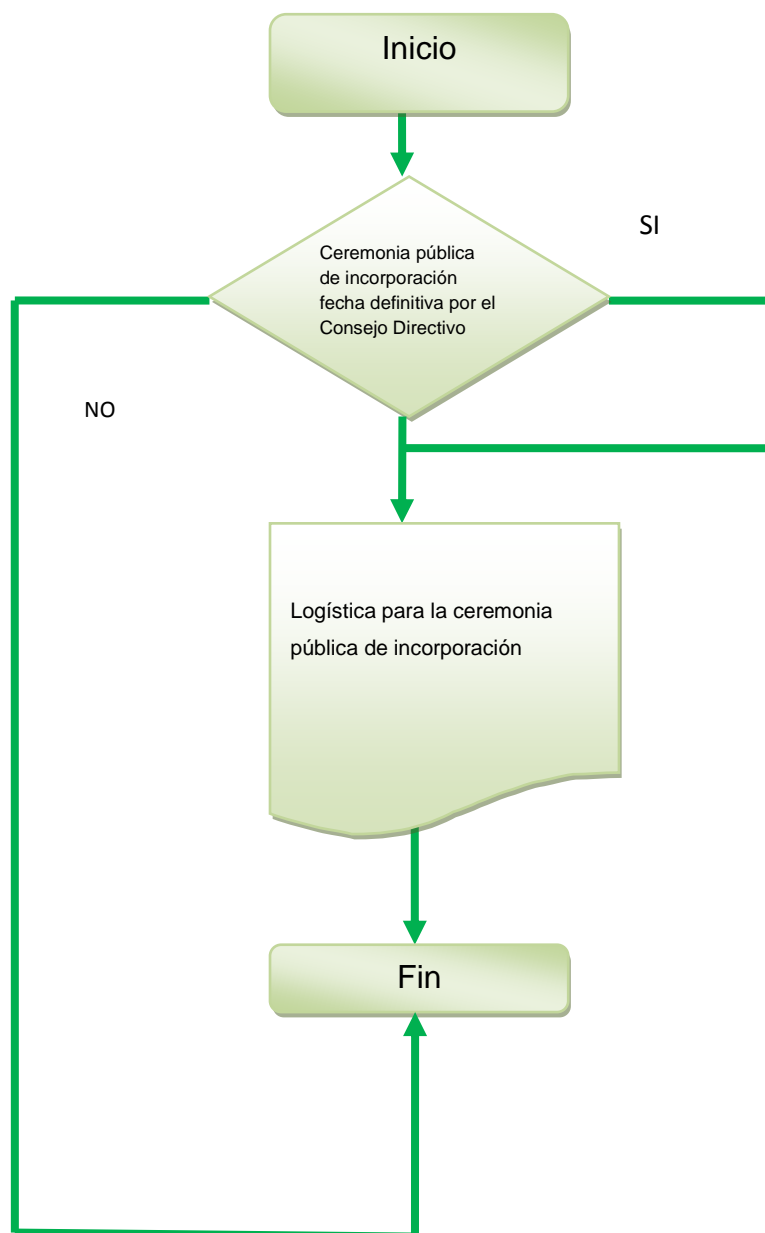 Inicio
SI
Ceremonia pública
de incorporación
fecha definitiva por el
Consejo Directivo
NO
Logística para la ceremonia
pública de incorporación
Fin